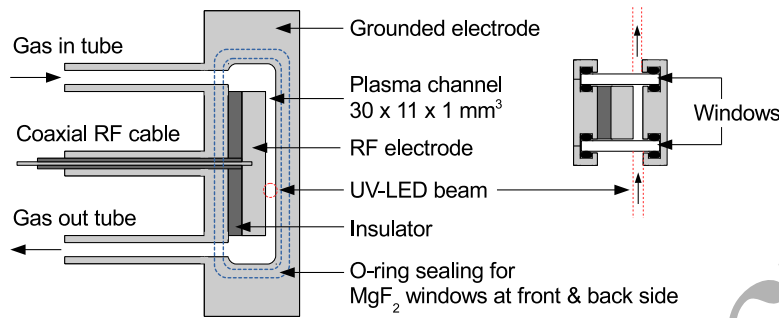 Gas in tube
Coaxial RF cable
Gas out tube
Grounded electrode
Plasma channel
30 x 11 x 1 mm³
RF electrode
UV-LED beam
Insulator
O-ring sealing for
MgF₂ windows at front & back side
Windows